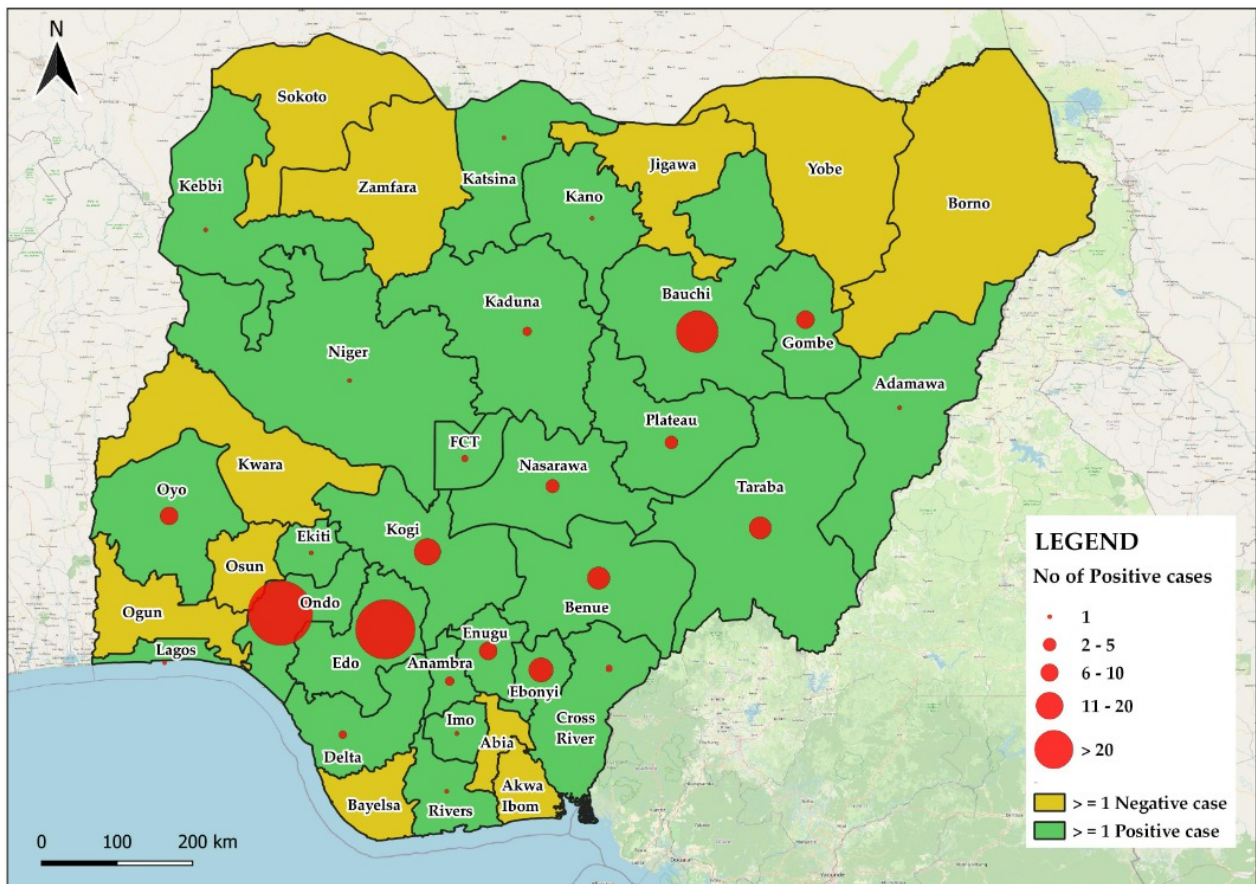 N
Sokoto
Kebbi
Zamfara
Katsina
Kano
Jigawa
Yobe
Borno
Kaduna
Bauchi
Gombe
Niger
Adamawa
Plateau
FCT
Nasarawa
Kwara
Taraba
Oyo
Kogi
Ekiti
Osun
Ogun
Ondo
Benue
Lagos
Edo
Enugu
Anambra
Ebonyi
Imo
Cross
River
Delta
Abia
Akwa
Ibom
Bayelsa
Rivers
LEGEND
No of Positive cases
1
2 - 5
6 - 10
11 - 20
> 20
> = 1 Negative case
> = 1 Positive case
0 100 200 km